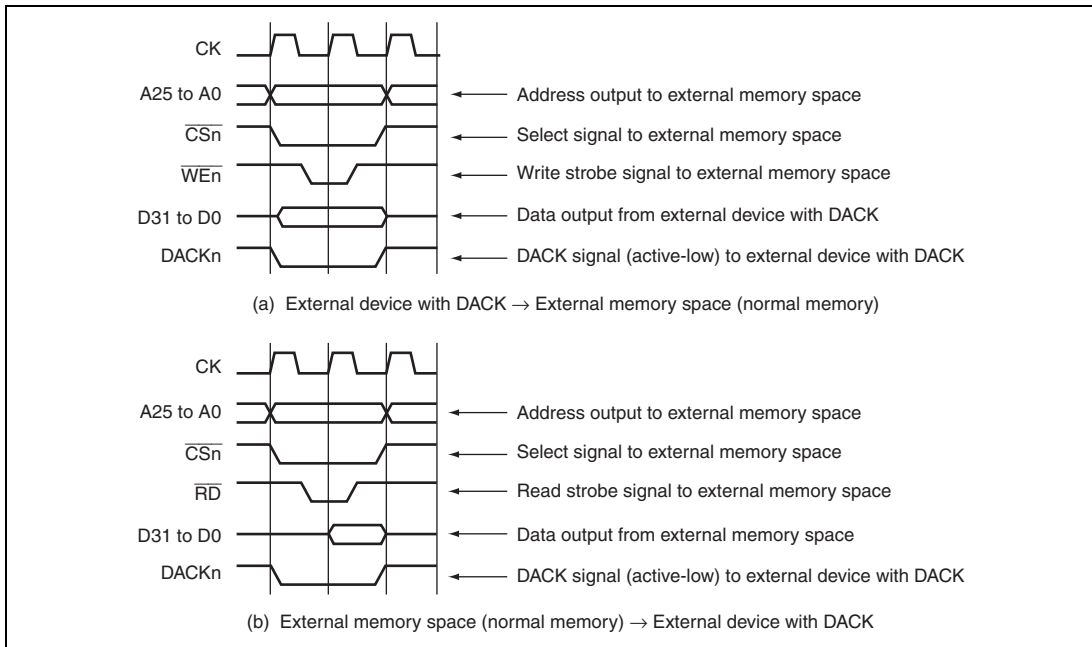 CK
A25 to A0 Address output to external memory space
CSn Select signal to external memory space
WEn Write strobe signal to external memory space
D31 to D0 Data output from external device with DACK
DACKn DACK signal (active-low) to external device with DACK
(a) External device with DACK → External memory space (normal memory)
CK
A25 to A0 Address output to external memory space
CSn Select signal to external memory space
RD Read strobe signal to external memory space
D31 to D0 Data output from external memory space
DACKn DACK signal (active-low) to external device with DACK
(b) External memory space (normal memory) → External device with DACK